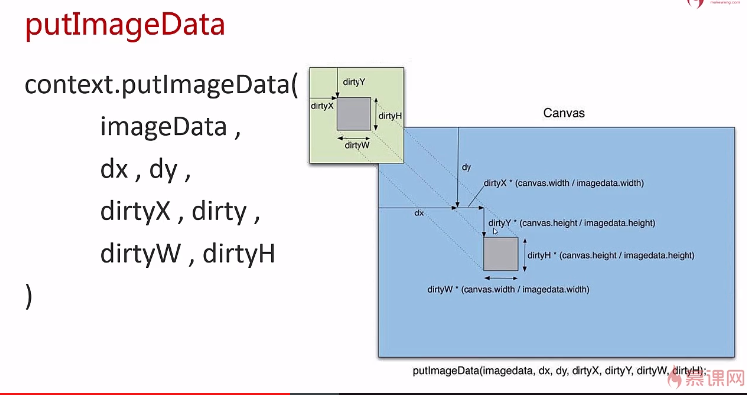 putImageData
context.putImageData(
imageData ,
dx , dy ,
dirtyX , dirty ,
dirtyW , dirtyH
)
dirtyY
dirtyX
dirtyH
dirtyW
Canvas
dy
dirtyX * (canvas.width / imagedata.width)
dx
dirtyY * (canvas.height / imagedata.height)
dirtyH * (canvas.height / imagedata.height)
dirtyW * (canvas.width / imagedata.width)
putImageData(imagedata, dx, dy, dirtyX, dirtyY, dirtyW, dirtyH);
慕课网